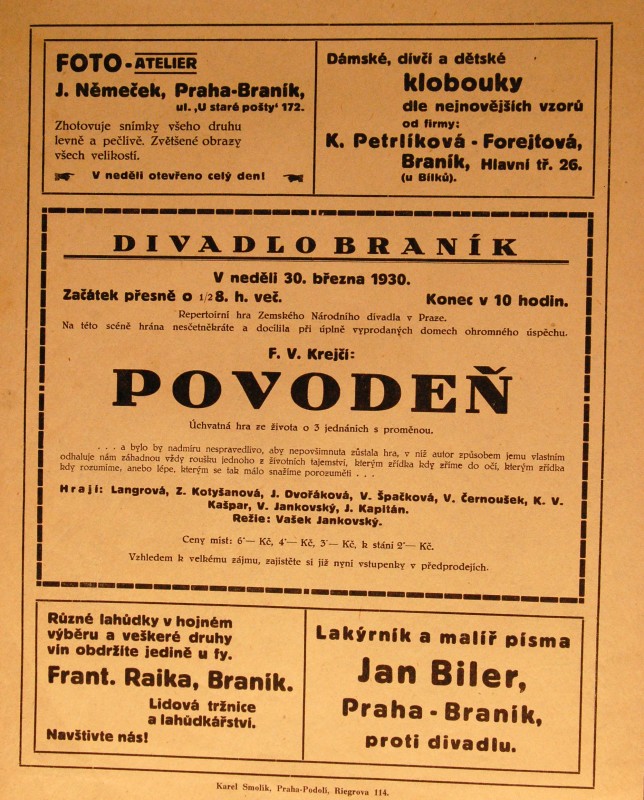 FOTO-ATELIER
J. Němeček, Praha-Braník,
ul. ‚U staré pošty‘ 172.
Zhotovuje snímky všeho druhu
levně a pečlivě. Zvětšené obrazy
všech velikostí.
V neděli otevřeno celý den!
Dámské, dívčí a dětské
klobouky
dle nejnovějších vzorů
od firmy:
K. Petrlíková - Forejtová,
Braník, Hlavní tř. 26.
(u Bílků).
DIVADLO BRANÍK
V neděli 30. března 1930.
Začátek přesně o 1/2 8. h. več.
Konec v 10 hodin.
Repertoirní hra Zemského Národního divadla v Praze.
Na této scéně hrána nesčetněkráte a docílila při úplně vyprodaných domech ohromného úspěchu.
F. V. Krejčí:
POVODEŇ
Úchvatná hra ze života o 3 jednáních s proměnou.
. . . a bylo by nadmíru nespravedlivo, aby nepovšimnuta zůstala hra, v níž autor způsobem jemu vlastním
odhaluje nám záhadnou vždy roušku jednoho z životních tajemství, kterým zřídka kdy zříme do očí, kterým zřídka
kdy rozumíme, anebo lépe, kterým se tak málo snažíme porozuměti . . .
Hrají: Langrová, Z. Kotyšanová, J. Dvořáková, V. Špačková, V. Černoušek, K. V.
Kašpar, V. Jankovský, J. Kapitán.
Režie: Vašek Jankovský.
Ceny míst: 6'— Kč, 4'— Kč, 3'— Kč, k stání 2'— Kč.
Vzhledem k velkému zájmu, zajistěte si již nyní vstupenky v předprodejích.
Různé lahůdky v hojném
výběru a veškeré druhy
vín obdržíte jedině u fy.
Frant. Raika, Braník.
Lidová tržnice
a lahůdkářství.
Navštivte nás!
Lakýrník a malíř písma
Jan Biler,
Praha - Braník,
proti divadlu.
Karel Smolík, Praha-Podolí, Riegrova 114.